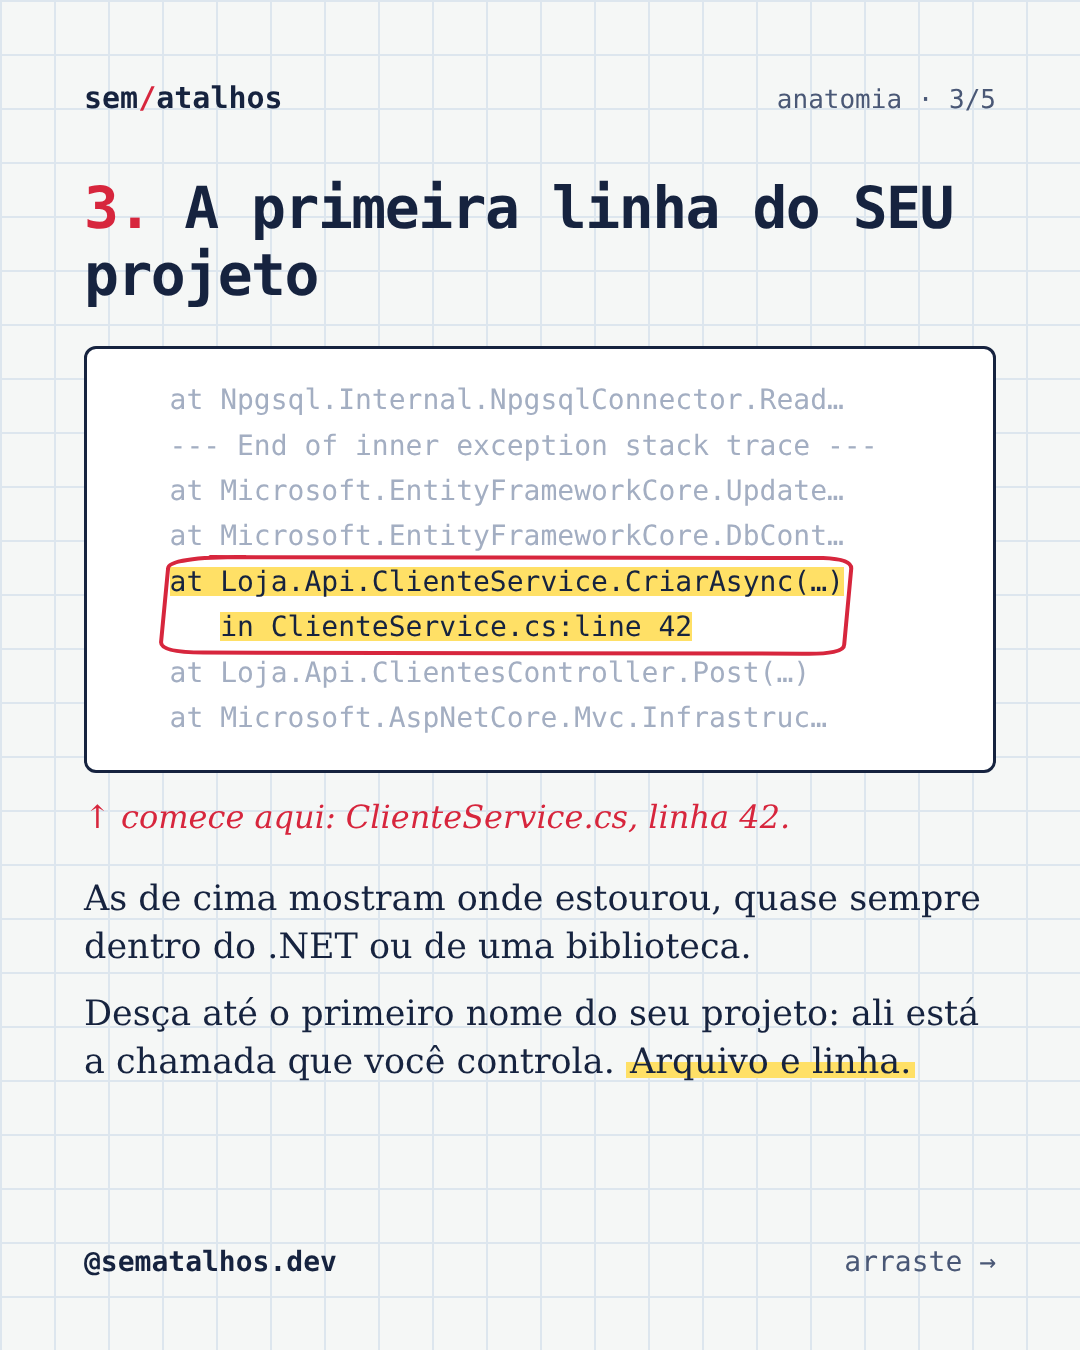 sem/atalhos
anatomia · 3/5
3. A primeira linha do SEU
projeto
at Npgsql.Internal.NpgsqlConnector.Read…
--- End of inner exception stack trace ---
at Microsoft.EntityFrameworkCore.Update…
at Microsoft.EntityFrameworkCore.DbCont…
at Loja.Api.ClienteService.CriarAsync(…)
in ClienteService.cs:line 42
at Loja.Api.ClientesController.Post(…)
at Microsoft.AspNetCore.Mvc.Infrastruc…
↑ comece aqui: ClienteService.cs, linha 42.
As de cima mostram onde estourou, quase sempre
dentro do .NET ou de uma biblioteca.
Desça até o primeiro nome do seu projeto: ali está
a chamada que você controla. Arquivo e linha.
@sematalhos.dev
arraste →